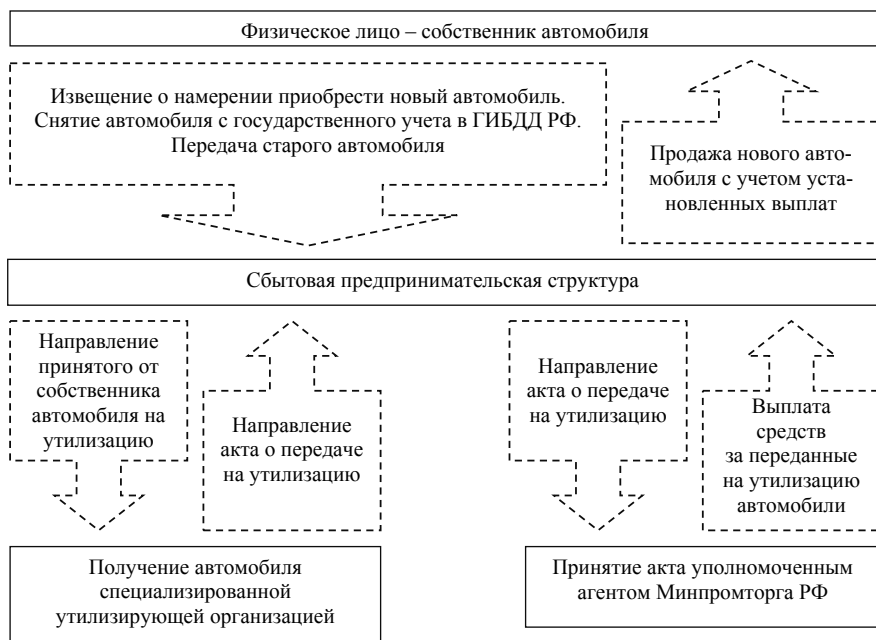 Физическое лицо – собственник автомобиля
Извещение о намерении приобрести новый автомобиль.
Снятие автомобиля с государственного учета в ГИБДД РФ.
Передача старого автомобиля
Продажа нового авто-
мобиля с учетом уста-
новленных выплат
Сбытовая предпринимательская структура
Направление
принятого от
собственника
автомобиля на
утилизацию
Направление
акта о передаче
на утилизацию
Направление
акта о передаче
на утилизацию
Выплата
средств
за переданные
на утилизацию
автомобили
Получение автомобиля
специализированной
утилизирующей организацией
Принятие акта уполномоченным
агентом Минпромторга РФ